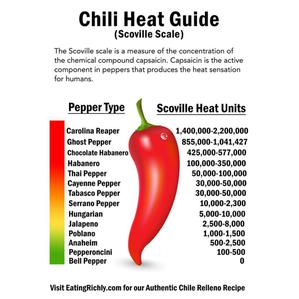 Chili Heat Guide
(Scoville Scale)
The Scoville scale is a measure of the concentration of
the chemical compound capsaicin. Capsaicin is the active
component in peppers that produces the heat sensation
for humans.
Pepper Type Scoville Heat Units
Carolina Reaper 1,400,000-2,200,000
Ghost Pepper 855,000-1,041,427
Chocolate Habanero 425,000-577,000
Habanero 100,000-350,000
Thai Pepper 50,000-100,000
Cayenne Pepper 30,000-50,000
Tabasco Pepper 30,000-50,000
Serrano Pepper 10,000-2,300
Hungarian 5,000-10,000
Jalapeno 2,500-8,000
Poblano 1,000-1,500
Anaheim 500-2,500
Pepperoncini 100-500
Bell Pepper 0
Visit EatingRichly.com for our Authentic Chile Relleno Recipe